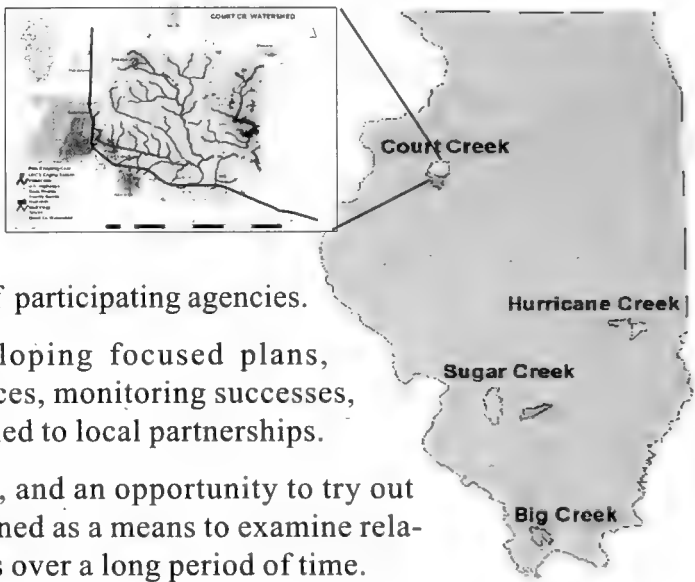 COURT CR. WATERSHED
Court Creek
participating agencies.
Hurricane Creek
loping focused plans,
ces, monitoring successes,
ed to local partnerships.
Sugar Creek
, and an opportunity to try out
ned as a means to examine rela-
s over a long period of time.
Big Creek